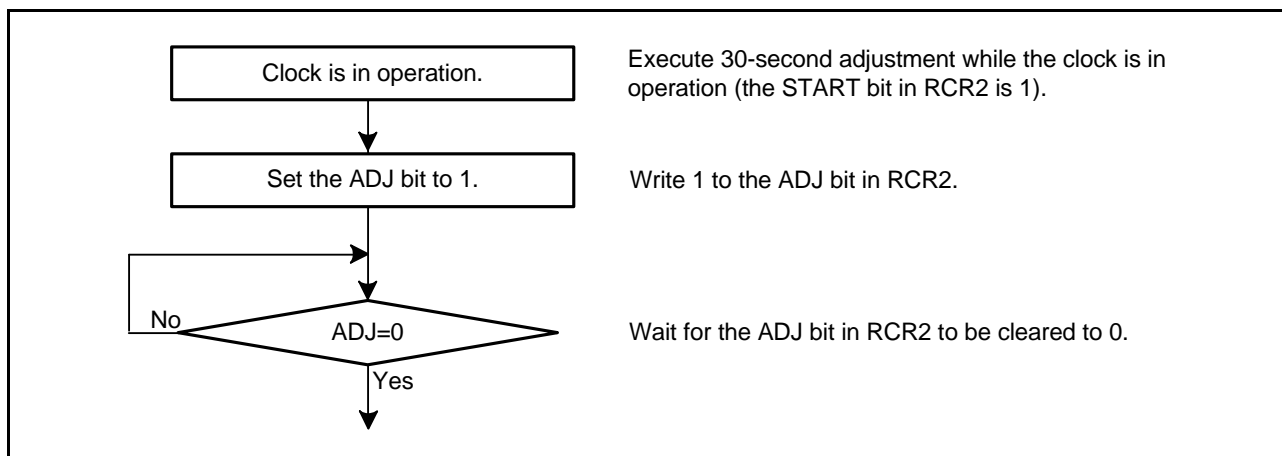 Clock is in operation.
Execute 30-second adjustment while the clock is in
operation (the START bit in RCR2 is 1).
Set the ADJ bit to 1.
Write 1 to the ADJ bit in RCR2.
No
ADJ=0
Wait for the ADJ bit in RCR2 to be cleared to 0.
Yes